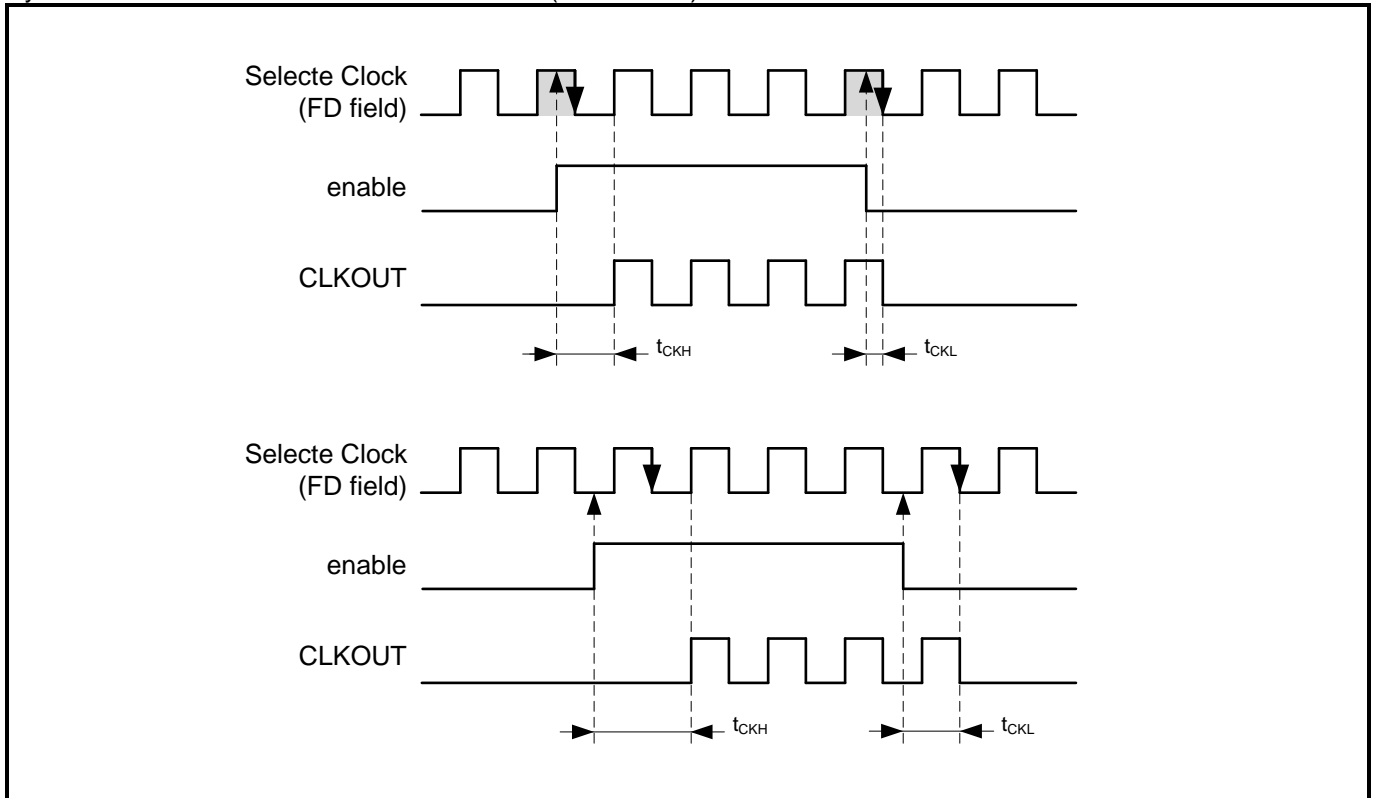 Selecte Clock
(FD field)
enable
CLKOUT
tCKH
tCKL
Selecte Clock
(FD field)
enable
CLKOUT
tCKH
tCKL